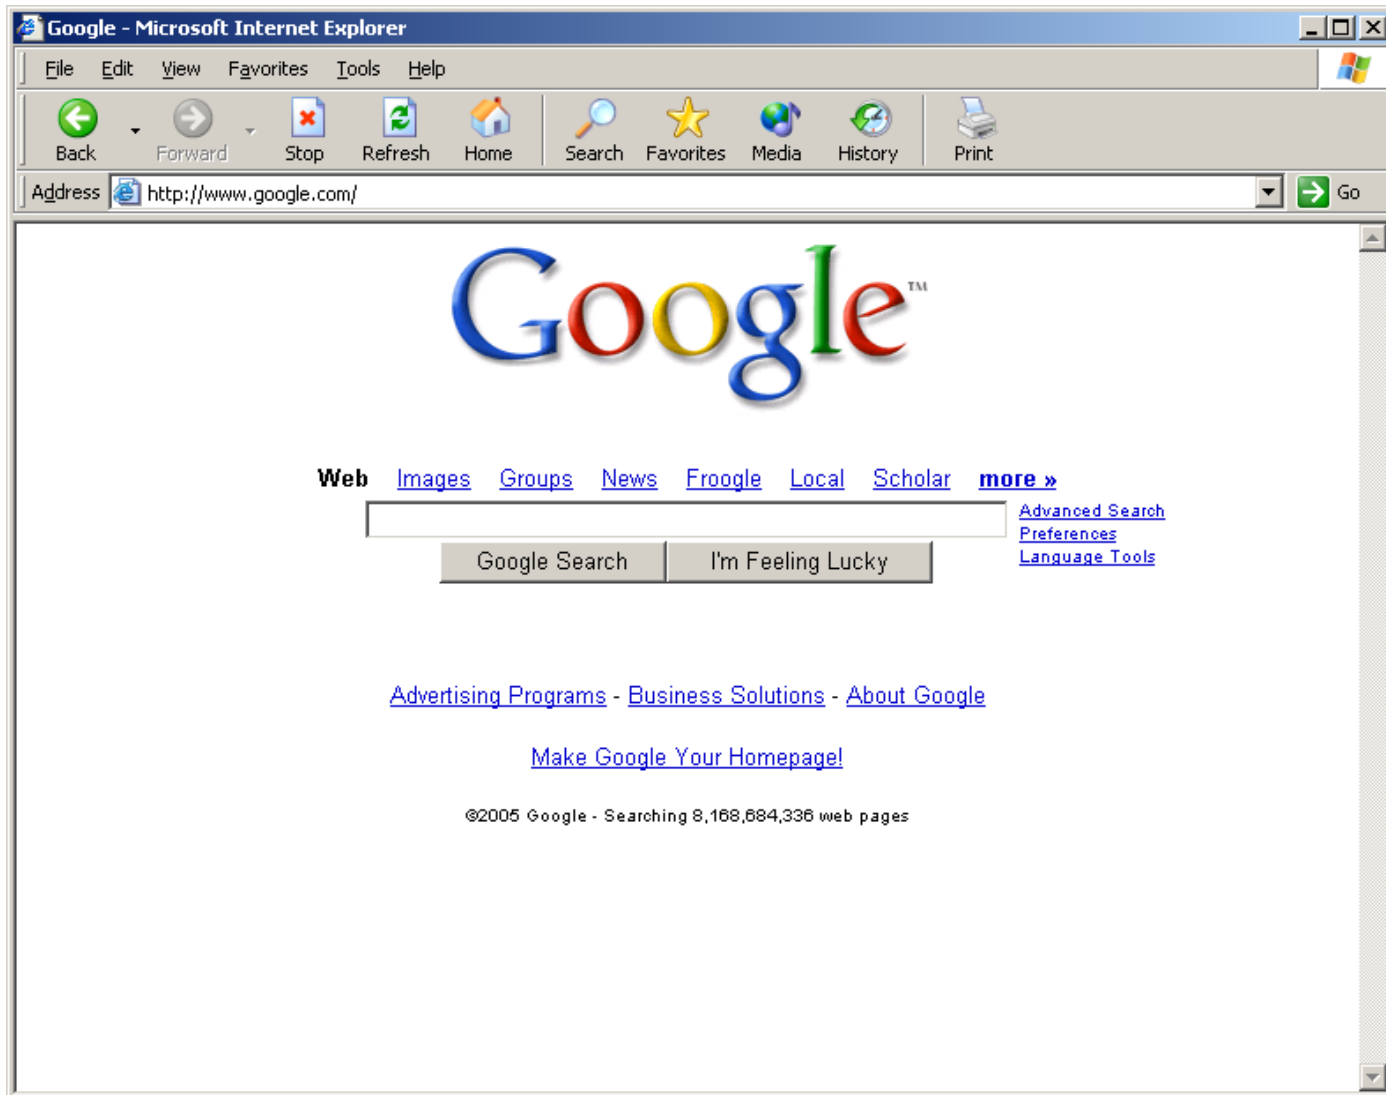 Google - Microsoft Internet Explorer
File Edit View Favorites Tools Help
Back Forward Stop Refresh Home Search Favorites Media History Print
Address http://www.google.com/ Go
Google™
Web Images Groups News Froogle Local Scholar more »
Advanced Search
Preferences
Language Tools
Google Search I'm Feeling Lucky
Advertising Programs - Business Solutions - About Google
Make Google Your Homepage!
©2005 Google - Searching 8,168,684,336 web pages